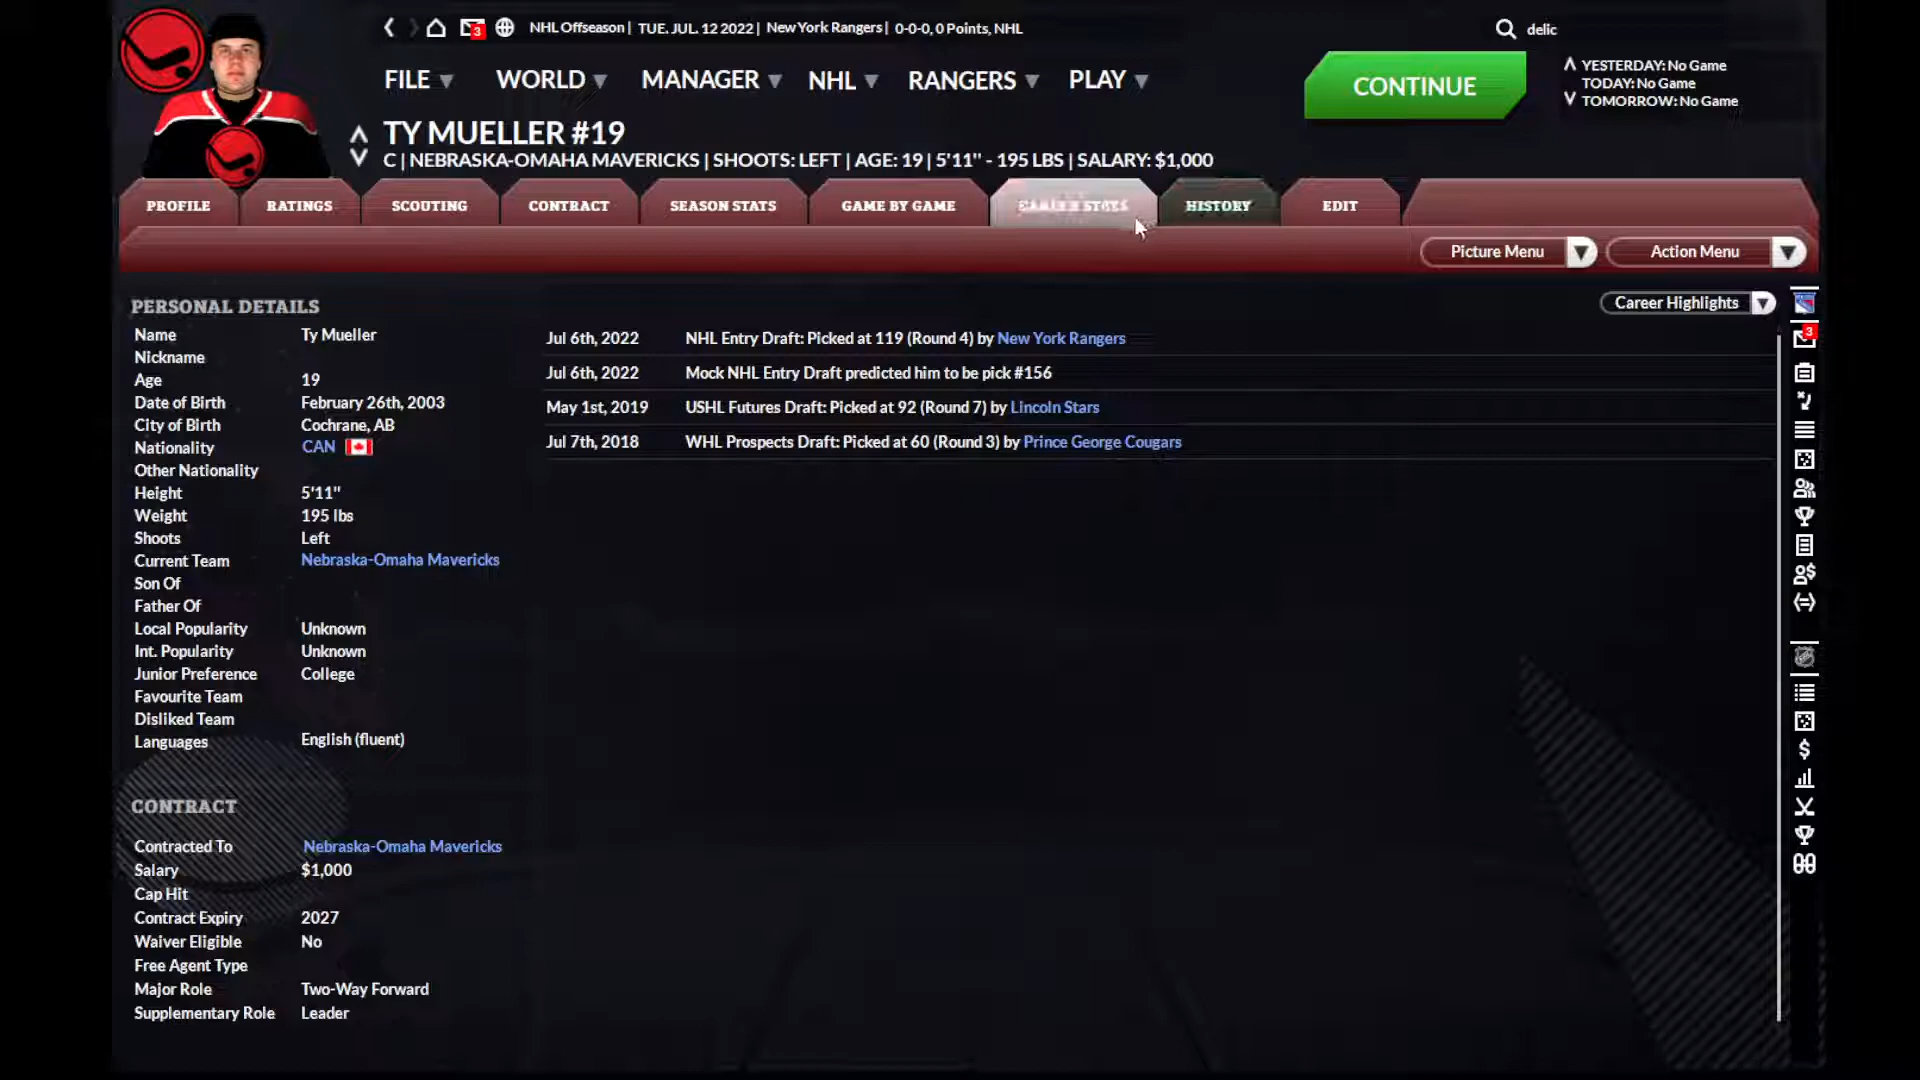 NHL Offseason | TUE. JUL. 12 2022 | New York Rangers | 0-0-0, 0 Points, NHL
3
delic
FILE WORLD MANAGER NHL RANGERS PLAY
CONTINUE
YESTERDAY: No Game
TODAY: No Game
TOMORROW: No Game
TY MUELLER #19
C | NEBRASKA-OMAHA MAVERICKS | SHOOTS: LEFT | AGE: 19 | 5'11" - 195 LBS | SALARY: $1,000
PROFILE RATINGS SCOUTING CONTRACT SEASON STATS GAME BY GAME CAREER STATS HISTORY EDIT
Picture Menu Action Menu
PERSONAL DETAILS
Name Ty Mueller
Nickname
Age 19
Date of Birth February 26th, 2003
City of Birth Cochrane, AB
Nationality CAN
Other Nationality
Height 5'11"
Weight 195 lbs
Shoots Left
Current Team Nebraska-Omaha Mavericks
Son Of
Father Of
Local Popularity Unknown
Int. Popularity Unknown
Junior Preference College
Favourite Team
Disliked Team
Languages English (fluent)
CONTRACT
Contracted To Nebraska-Omaha Mavericks
Salary $1,000
Cap Hit
Contract Expiry 2027
Waiver Eligible No
Free Agent Type
Major Role Two-Way Forward
Supplementary Role Leader
Career Highlights
Jul 6th, 2022 NHL Entry Draft: Picked at 119 (Round 4) by New York Rangers
Jul 6th, 2022 Mock NHL Entry Draft predicted him to be pick #156
May 1st, 2019 USHL Futures Draft: Picked at 92 (Round 7) by Lincoln Stars
Jul 7th, 2018 WHL Prospects Draft: Picked at 60 (Round 3) by Prince George Cougars
3